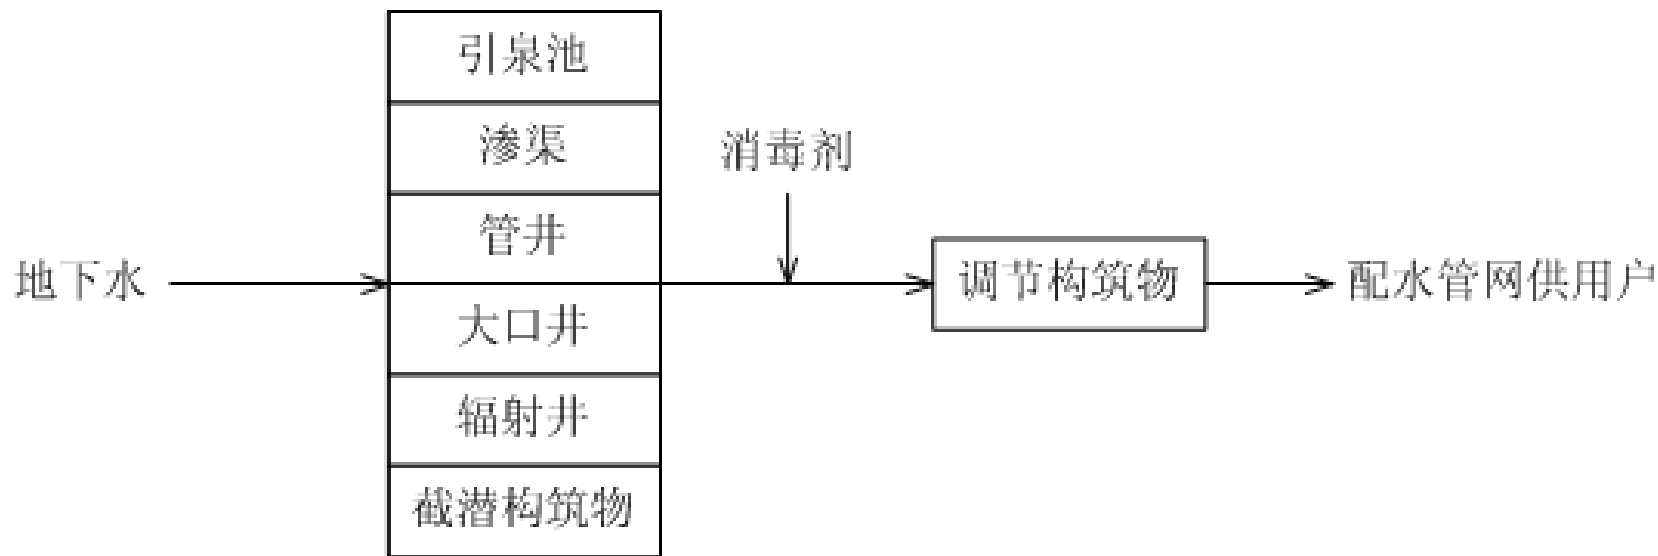 引泉池
渗渠
消毒剂
管井
地下水
调节构筑物
配水管网供用户
大口井
辐射井
截潜构筑物